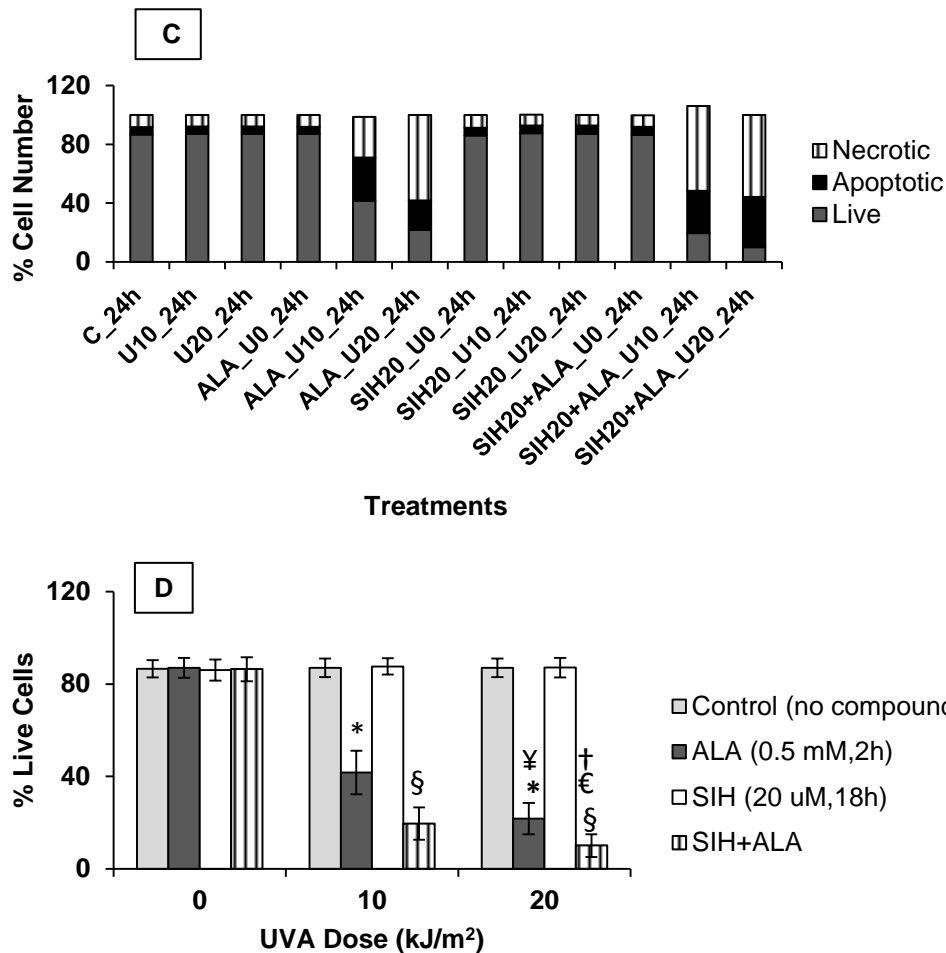 C
120
80
40
0
% Cell Number
Necrotic
Apoptotic
Live
C_24h
U10_24h
U20_24h
ALA_U0_24h
ALA_U10_24h
ALA_U20_24h
SIH20_U0_24h
SIH20_U10_24h
SIH20_U20_24h
SIH20+ALA_U0_24h
SIH20+ALA_U10_24h
SIH20+ALA_U20_24h
Treatments
D
120
80
40
0
% Live Cells
*
§
¥
*
†
€
§
0 10 20
UVA Dose (kJ/m²)
Control (no compoun
ALA (0.5 mM,2h)
SIH (20 uM,18h)
SIH+ALA